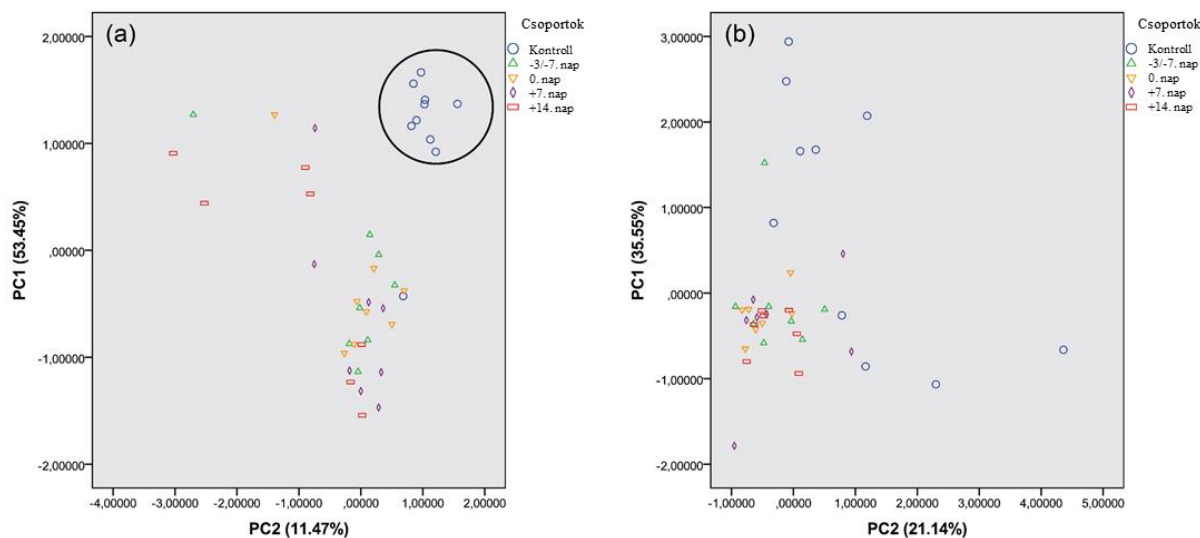 (a)
Csoportok
Kontroll
-3/-7. nap
0. nap
+7. nap
+14. nap
2,00000
1,00000
,00000
-1,00000
-2,00000
PC1 (53.45%)
-4,00000 -3,00000 -2,00000 -1,00000 ,00000 1,00000 2,00000
PC2 (11.47%)
(b)
Csoportok
Kontroll
-3/-7. nap
0. nap
+7. nap
+14. nap
3,00000
2,00000
1,00000
,00000
-1,00000
-2,00000
PC1 (35.55%)
-1,00000 ,00000 1,00000 2,00000 3,00000 4,00000 5,00000
PC2 (21.14%)